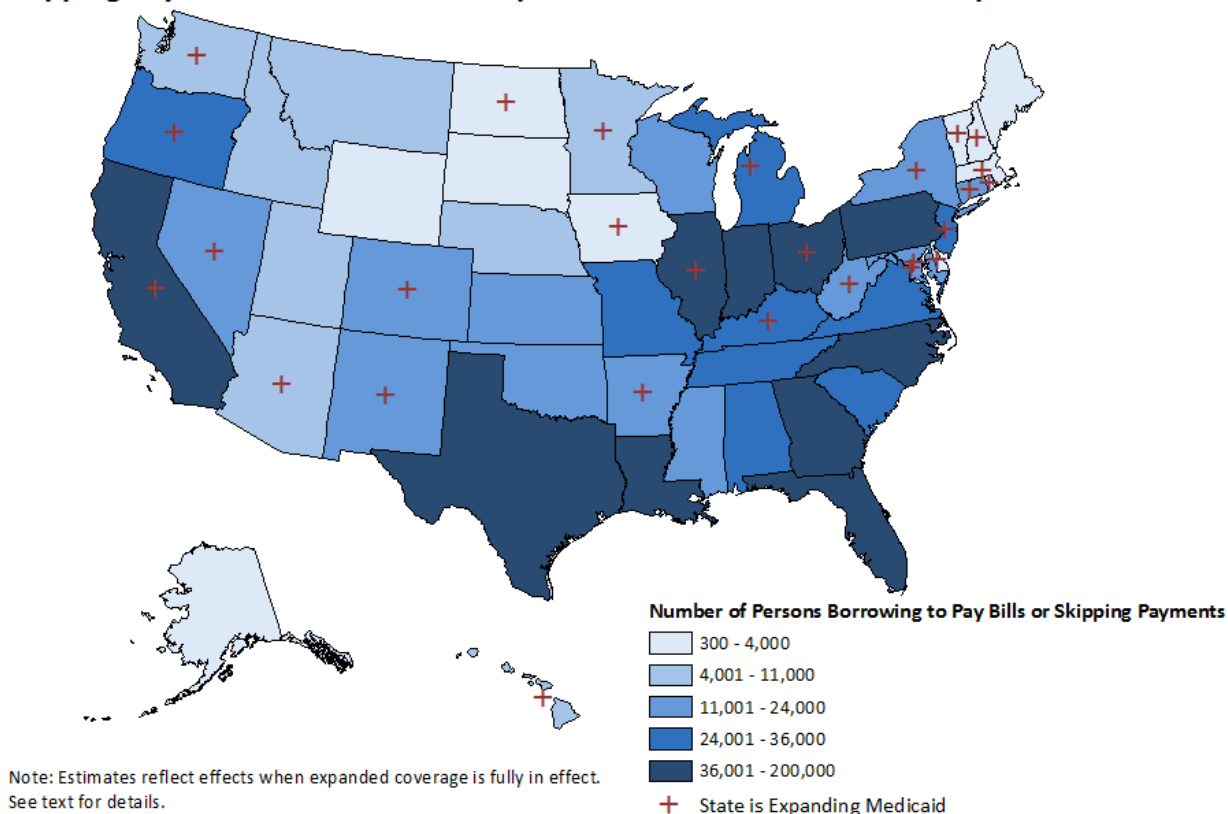 Number of Persons Borrowing to Pay Bills or Skipping Payments
300 - 4,000
4,001 - 11,000
11,001 - 24,000
24,001 - 36,000
36,001 - 200,000
State is Expanding Medicaid
Note: Estimates reflect effects when expanded coverage is fully in effect.
See text for details.